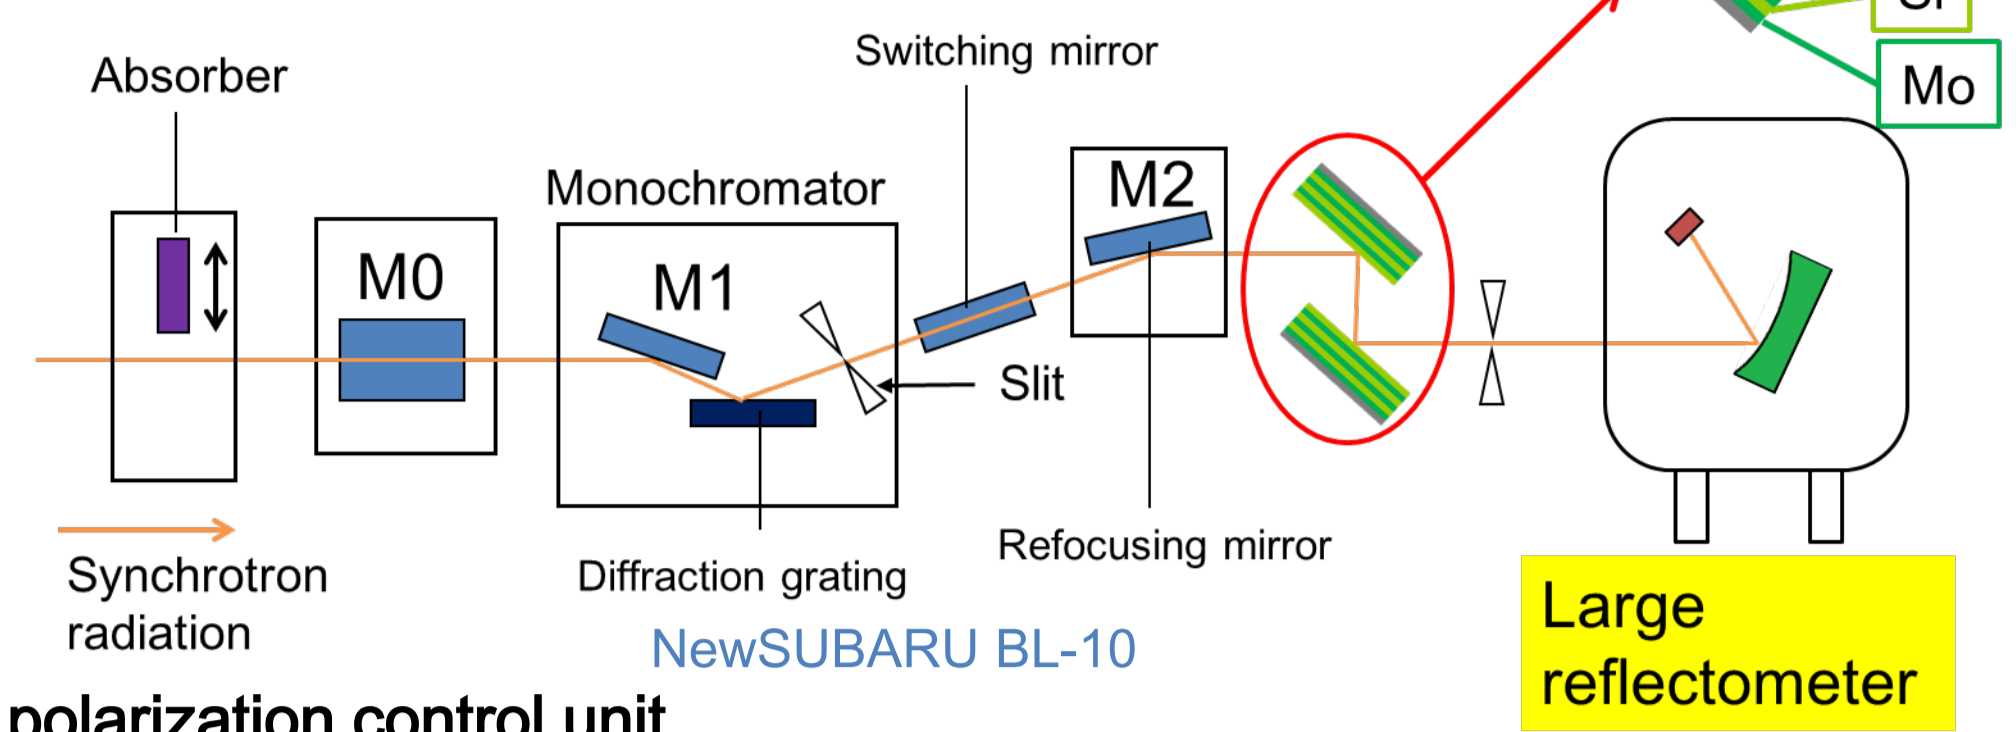 Switching mirror
Absorber
Mo
M2
Monochromator
M0
M1
Slit
Refocusing mirror
Synchrotron
radiation
Diffraction grating
NewSUBARU BL-10
Large
reflectometer
polarization control unit